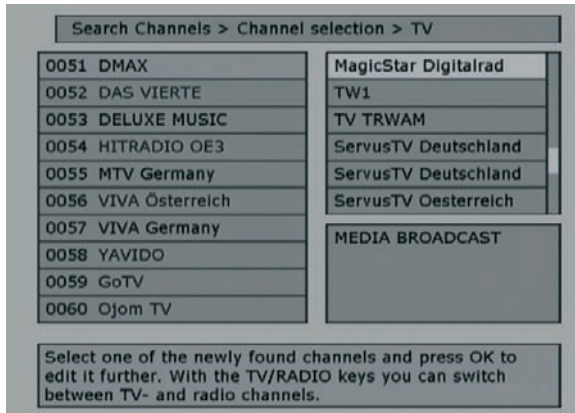 Search Channels > Channel selection > TV
0051 DMAX
0052 DAS VIERTE
0053 DELUXE MUSIC
0054 HITRADIO OE3
0055 MTV Germany
0056 VIVA Österreich
0057 VIVA Germany
0058 YAVIDO
0059 GoTV
0060 Ojom TV
MagicStar Digitalrad
TW1
TV TRWAM
ServusTV Deutschland
ServusTV Deutschland
ServusTV Oesterreich
MEDIA BROADCAST
Select one of the newly found channels and press OK to
edit it further. With the TV/RADIO keys you can switch
between TV- and radio channels.